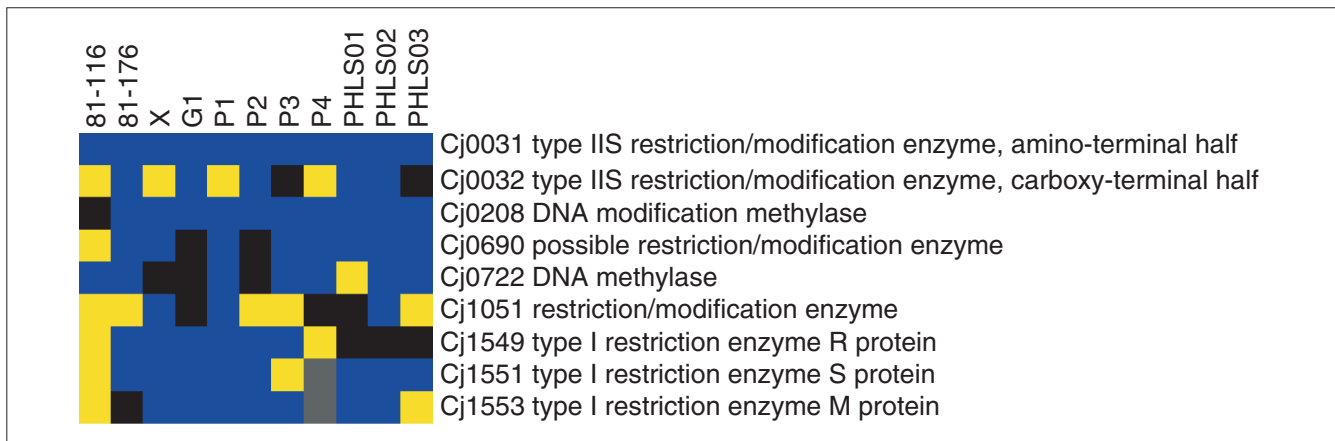 81-116
81-176
X
G1
P1
P2
P3
P4
PHLS01
PHLS02
PHLS03
Cj0031 type IIS restriction/modification enzyme, amino-terminal half
Cj0032 type IIS restriction/modification enzyme, carboxy-terminal half
Cj0208 DNA modification methylase
Cj0690 possible restriction/modification enzyme
Cj0722 DNA methylase
Cj1051 restriction/modification enzyme
Cj1549 type I restriction enzyme R protein
Cj1551 type I restriction enzyme S protein
Cj1553 type I restriction enzyme M protein